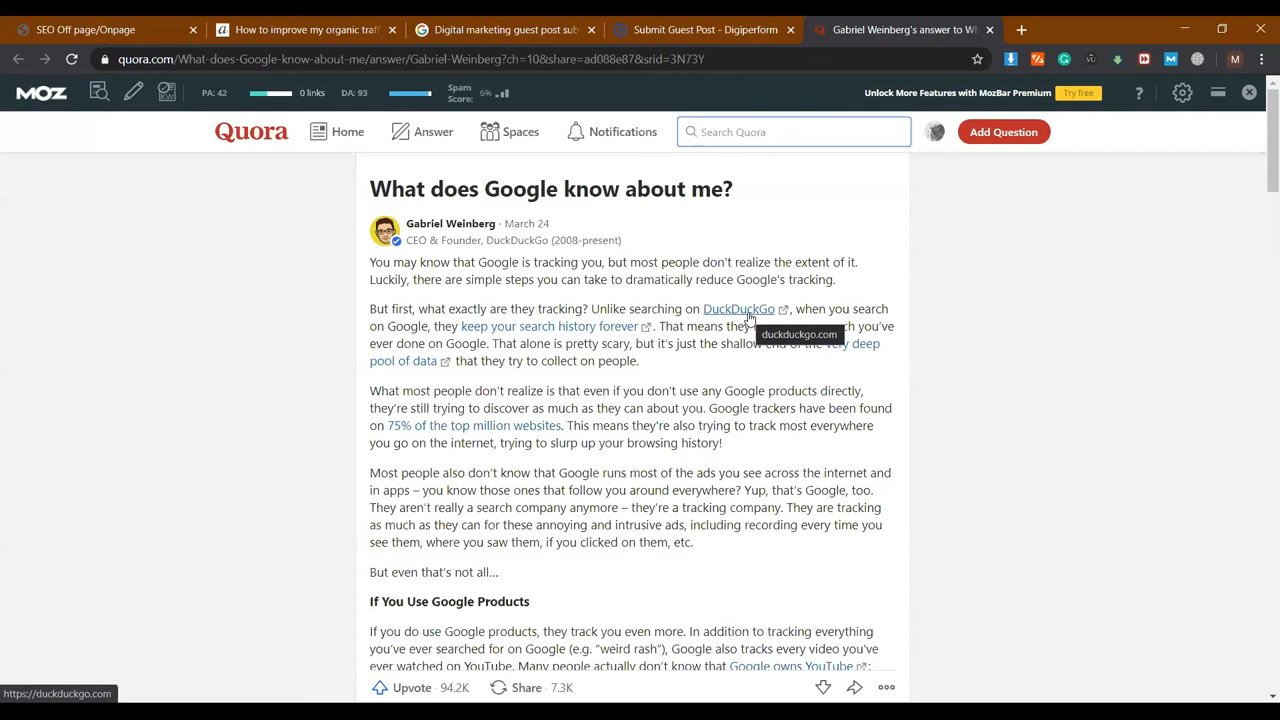 SEO Off page/Onpage
How to improve my organic traff
Digital marketing guest post sub
Submit Guest Post - Digiperform
Gabriel Weinberg's answer to Wh
quora.com/What-does-Google-know-about-me/answer/Gabriel-Weinberg?ch=10&share=ad088e87&srid=3N73Y
M
MOZ
PA: 42
0 links
DA: 93
Spam Score: 6%
Unlock More Features with MozBar Premium
Try free
Quora
Home
Answer
Spaces
Notifications
Search Quora
Add Question
What does Google know about me?
Gabriel Weinberg · March 24
CEO & Founder, DuckDuckGo (2008-present)
You may know that Google is tracking you, but most people don't realize the extent of it.
Luckily, there are simple steps you can take to dramatically reduce Google's tracking.
But first, what exactly are they tracking? Unlike searching on DuckDuckGo, when you search
on Google, they keep your search history forever. That means they ch you've
duckduckgo.com
ever done on Google. That alone is pretty scary, but it's just the shallow end of the very deep
pool of data that they try to collect on people.
What most people don't realize is that even if you don't use any Google products directly,
they're still trying to discover as much as they can about you. Google trackers have been found
on 75% of the top million websites. This means they're also trying to track most everywhere
you go on the internet, trying to slurp up your browsing history!
Most people also don't know that Google runs most of the ads you see across the internet and
in apps – you know those ones that follow you around everywhere? Yup, that's Google, too.
They aren't really a search company anymore – they're a tracking company. They are tracking
as much as they can for these annoying and intrusive ads, including recording every time you
see them, where you saw them, if you clicked on them, etc.
But even that's not all…
If You Use Google Products
If you do use Google products, they track you even more. In addition to tracking everything
you've ever searched for on Google (e.g. “weird rash”), Google also tracks every video you've
ever watched on YouTube. Many people actually don't know that Google owns YouTube;
Upvote · 94.2K
Share · 7.3K
https://duckduckgo.com